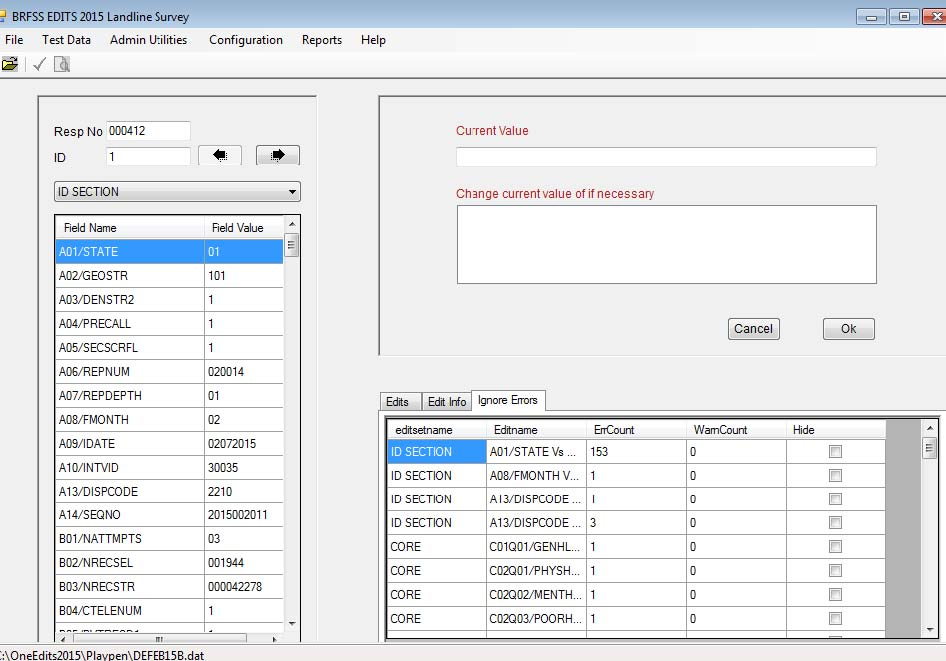 BRFSS EDITS 2015 Landline Survey
File Test Data Admin Utilities Configuration Reports Help
Resp No 000412
ID 1
ID SECTION
Field Name Field Value
A01/STATE 01
A02/GEOSTR 101
A03/DENSTR2 1
A04/PRECALL 1
A05/SECSCRFL 1
A06/REPNUM 020014
A07/REPDEPTH 01
A08/FMONTH 02
A09/IDATE 02072015
A10/INTVID 30035
A13/DISPCODE 2210
A14/SEQNO 2015002011
B01/NATTMPTS 03
B02/NRECSEL 001944
B03/NRECSTR 000042278
B04/CTELENUM 1
Current Value
Change current value of if necessary
Cancel Ok
Edits Edit Info Ignore Errors
editsetname Editname ErrCount WarnCount Hide
ID SECTION A01/STATE Vs ... 153 0
ID SECTION A08/FMONTH V... 1 0
ID SECTION A13/DISPCODE ... 1 0
ID SECTION A13/DISPCODE ... 3 0
CORE C01Q01/GENHL... 1 0
CORE C02Q01/PHYSH... 1 0
CORE C02Q02/MENTH... 1 0
CORE C02Q03/POORH... 1 0
:\OneEdits2015\Playpen\DEFEB15B.dat